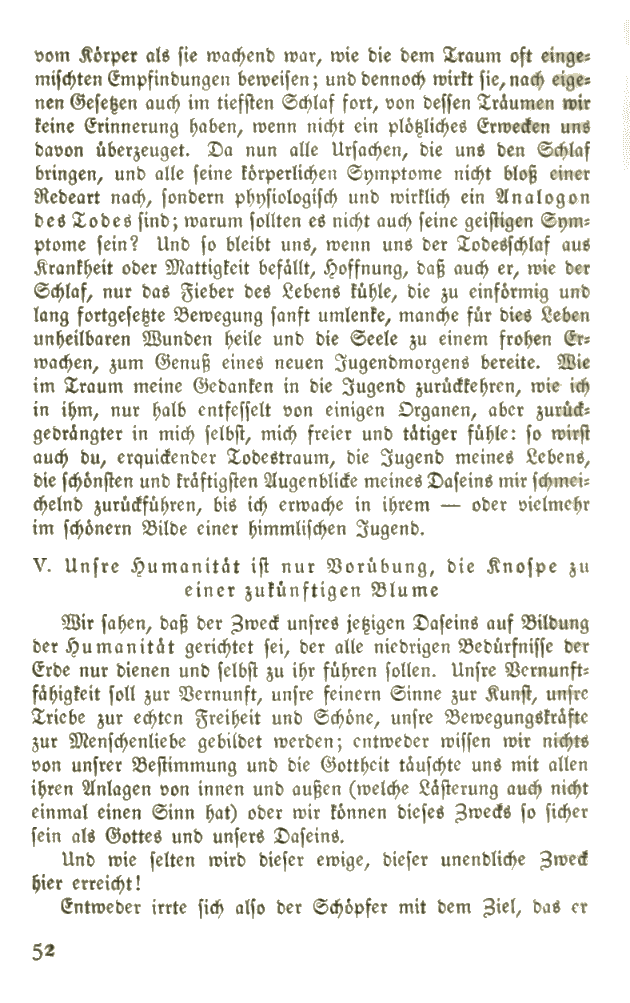 vom Körper als sie wachend war, wie die dem Traum oft einge-
mischten Empfindungen beweisen; und dennoch wirkt sie, nach eige-
nen Gesetzen auch im tiefsten Schlaf fort, von dessen Träumen wir
keine Erinnerung haben, wenn nicht ein plötzliches Erwecken uns
davon überzeuget. Da nun alle Ursachen, die uns den Schlaf
bringen, und alle seine körperlichen Symptome nicht bloß einer
Redeart nach, sondern physiologisch und wirklich ein Analogon
des Todes sind; warum sollten es nicht auch seine geistigen Sym-
ptome sein? Und so bleibt uns, wenn uns der Todesschlaf aus
Krankheit oder Mattigkeit befällt, Hoffnung, daß auch er, wie der
Schlaf, nur das Fieber des Lebens kühle, die zu einförmig und
lang fortgesetzte Bewegung sanft umlenke, manche für dies Leben
unheilbaren Wunden heile und die Seele zu einem frohen Er-
wachen, zum Genuß eines neuen Jugendmorgens bereite. Wie
im Traum meine Gedanken in die Jugend zurückkehren, wie ich
in ihm, nur halb entfesselt von einigen Organen, aber zurück-
gedrängter in mich selbst, mich freier und tätiger fühle: so wirst
auch du, erquickender Todestraum, die Jugend meines Lebens,
die schönsten und kräftigsten Augenblicke meines Daseins mir schmei-
chelnd zurückführen, bis ich erwache in ihrem — oder vielmehr
im schönern Bilde einer himmlischen Jugend.
V. Unsre Humanität ist nur Vorübung, die Knospe zu
einer zukünftigen Blume
Wir sahen, daß der Zweck unsres jetzigen Daseins auf Bildung
der Humanität gerichtet sei, der alle niedrigen Bedürfnisse der
Erde nur dienen und selbst zu ihr führen sollen. Unsre Vernunft-
fähigkeit soll zur Vernunft, unsre feinern Sinne zur Kunst, unsre
Triebe zur echten Freiheit und Schöne, unsre Bewegungskräfte
zur Menschenliebe gebildet werden; entweder wissen wir nichts
von unsrer Bestimmung und die Gottheit täuschte uns mit allen
ihren Anlagen von innen und außen (welche Lästerung auch nicht
einmal einen Sinn hat) oder wir können dieses Zwecks so sicher
sein als Gottes und unsers Daseins.
Und wie selten wird dieser ewige, dieser unendliche Zweck
hier erreicht!
Entweder irrte sich also der Schöpfer mit dem Ziel, das er
52